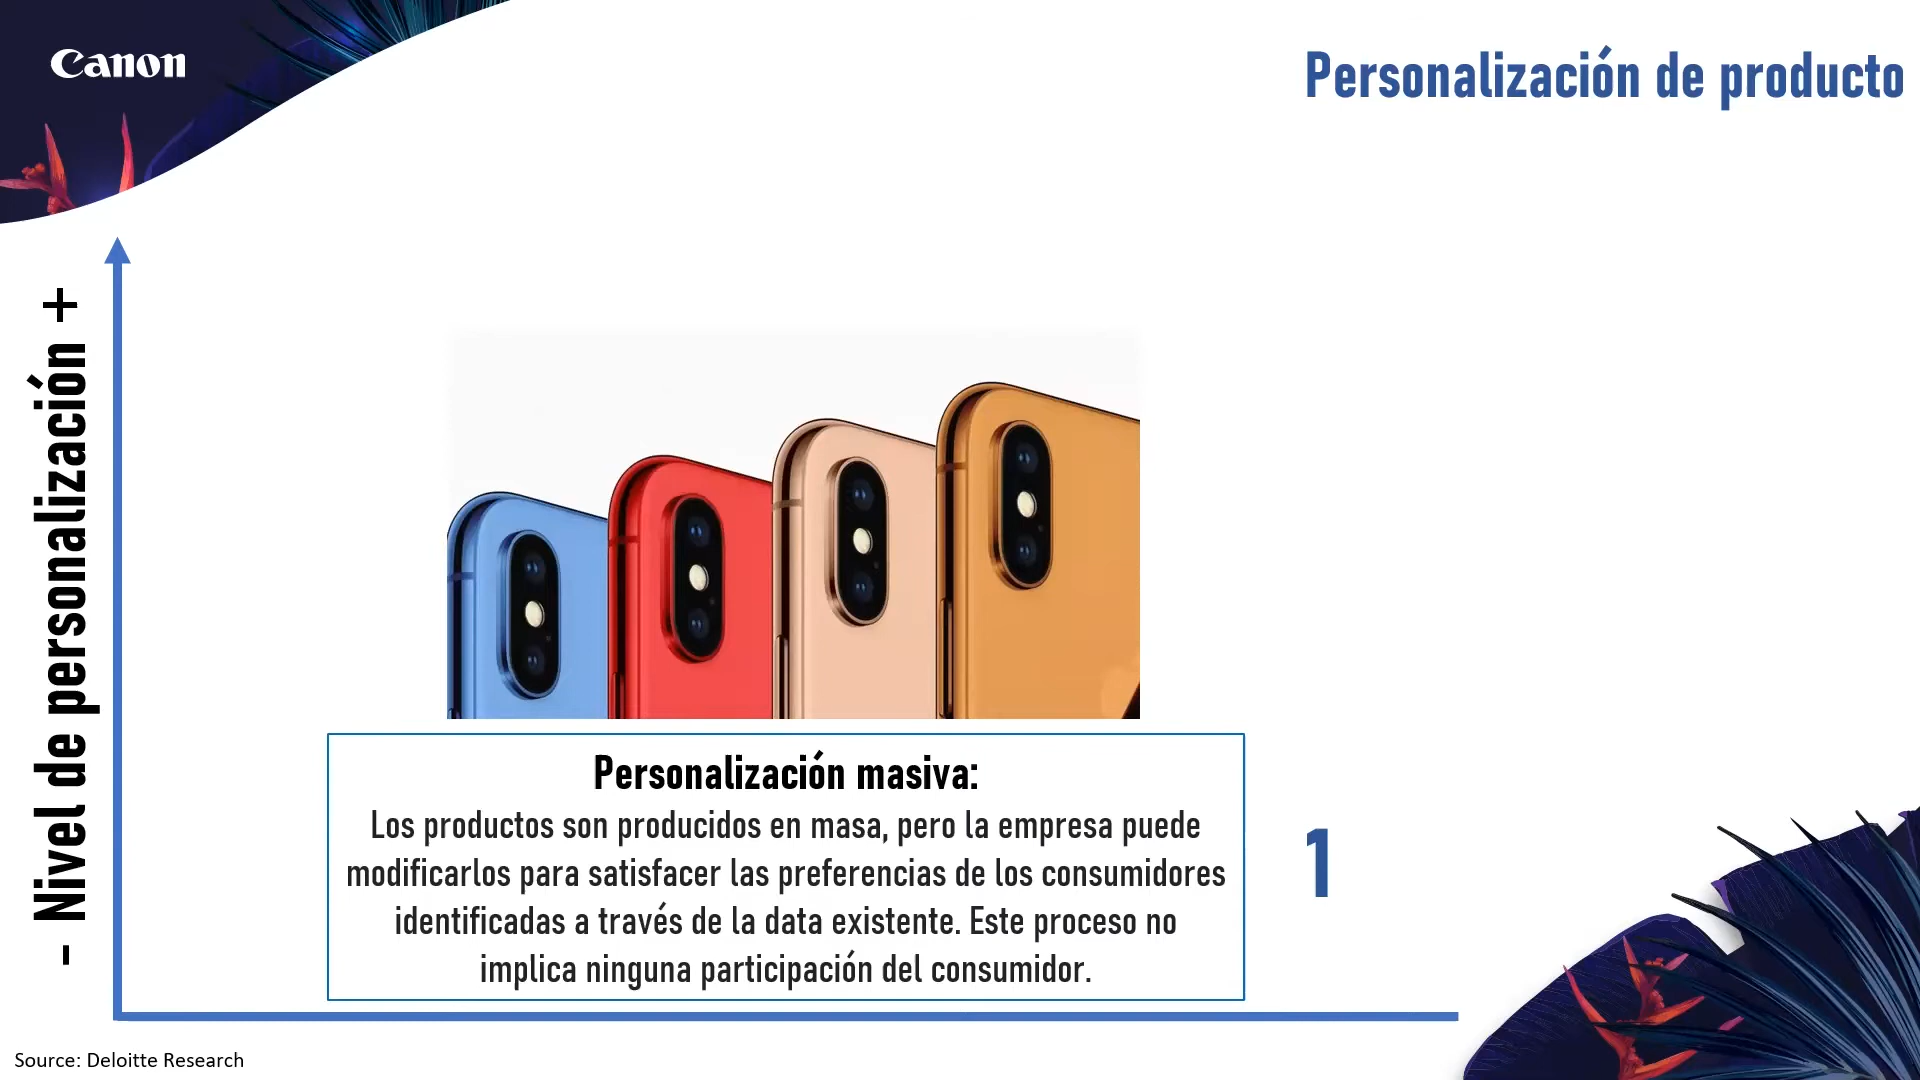 Canon
Personalización de producto
- Nivel de personalización +
Personalización masiva:
Los productos son producidos en masa, pero la empresa puede
modificarlos para satisfacer las preferencias de los consumidores
identificadas a través de la data existente. Este proceso no
implica ninguna participación del consumidor.
1
Source: Deloitte Research